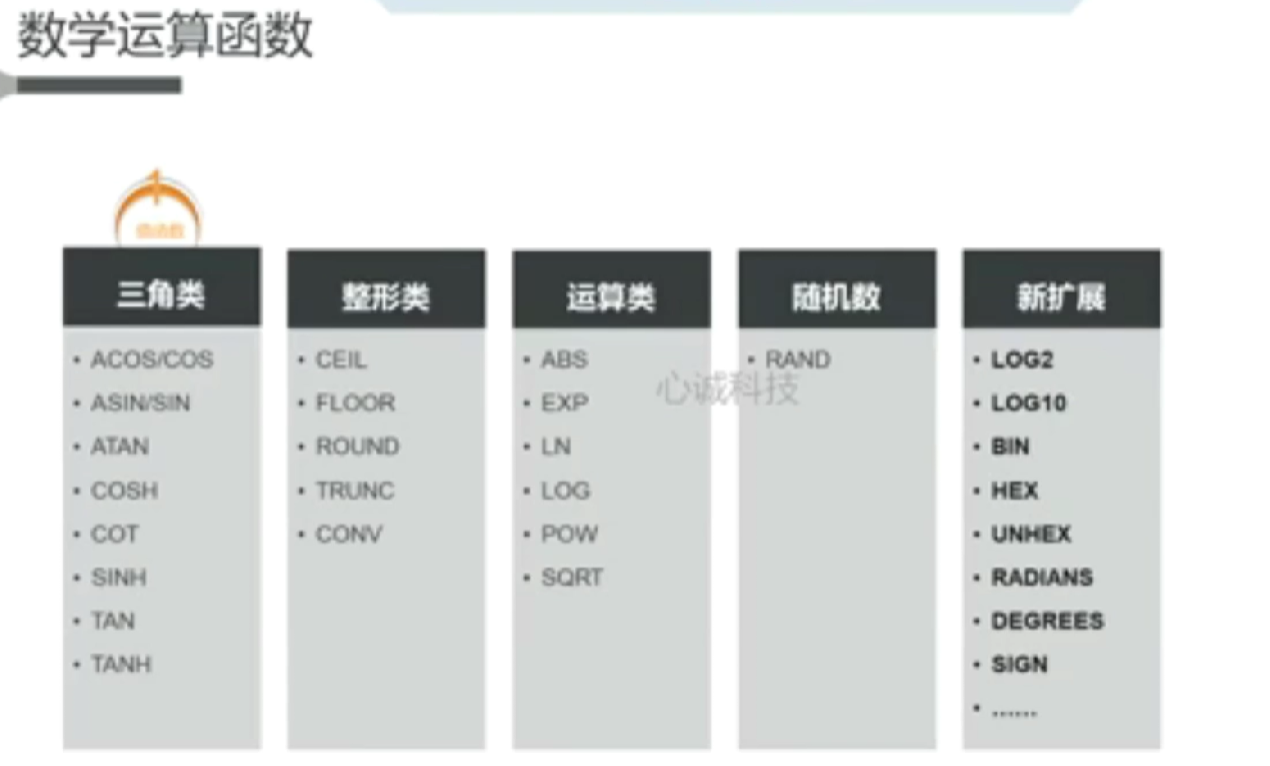 数学运算函数
1
三角类
ACOS/COS
ASIN/SIN
ATAN
COSH
COT
SINH
TAN
TANH
整形类
CEIL
FLOOR
ROUND
TRUNC
CONV
运算类
ABS
EXP
LN
LOG
POW
SQRT
随机数
RAND
心诚科技
新扩展
LOG2
LOG10
BIN
HEX
UNHEX
RADIANS
DEGREES
SIGN
......